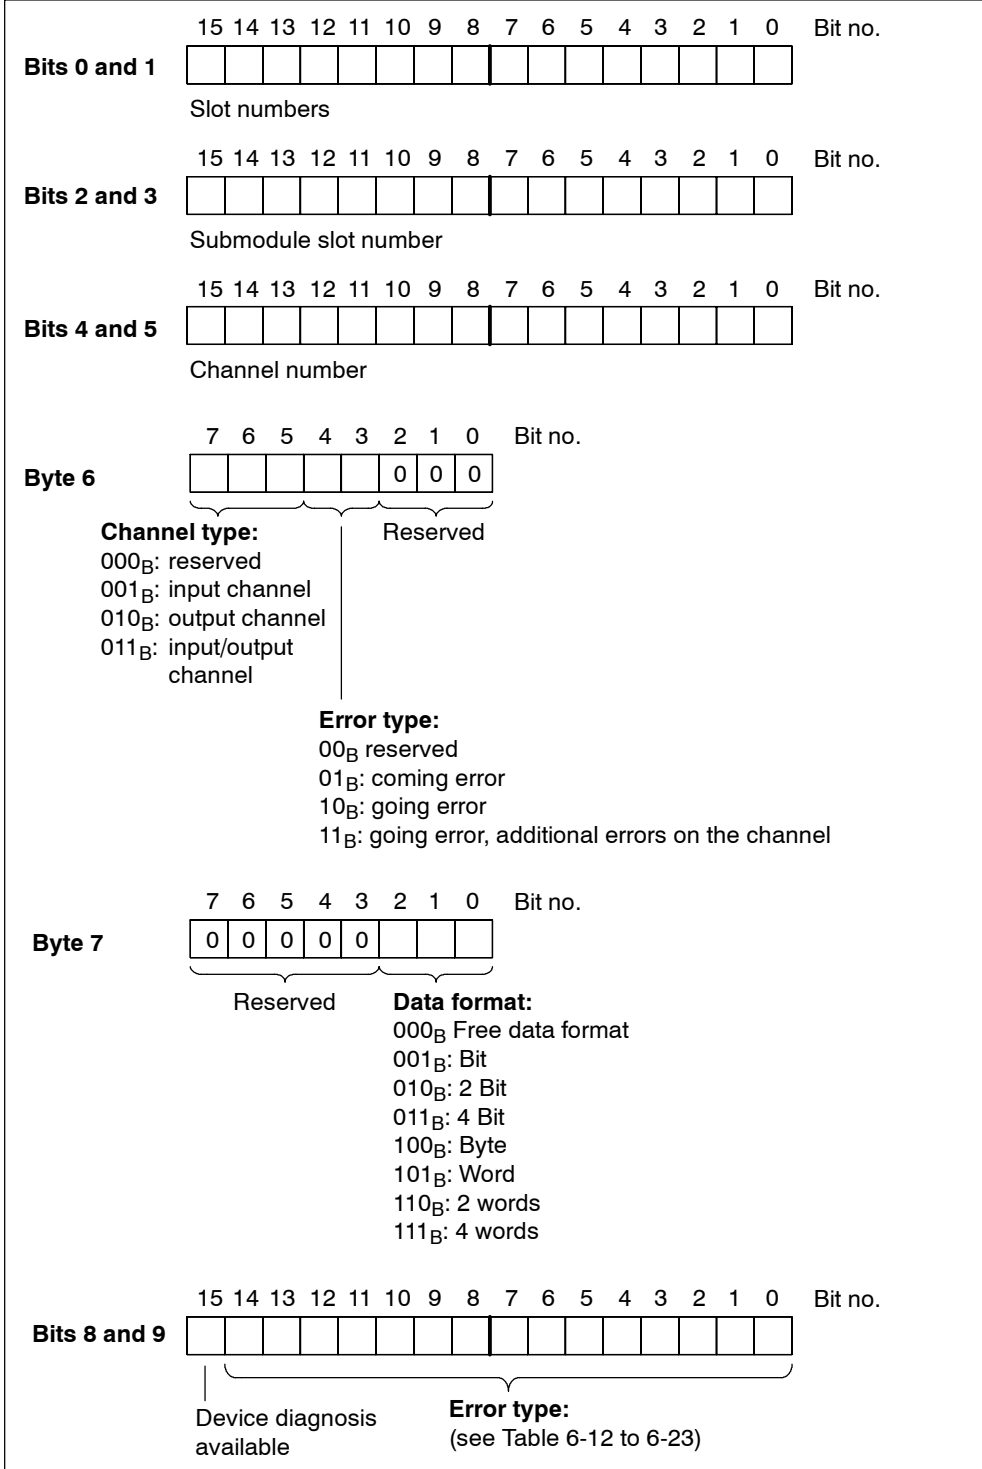 15 14 13 12 11 10 9 8 7 6 5 4 3 2 1 0 Bit no.
Bits 0 and 1
Slot numbers
15 14 13 12 11 10 9 8 7 6 5 4 3 2 1 0 Bit no.
Bits 2 and 3
Submodule slot number
15 14 13 12 11 10 9 8 7 6 5 4 3 2 1 0 Bit no.
Bits 4 and 5
Channel number
7 6 5 4 3 2 1 0 Bit no.
Byte 6 0 0 0
Channel type:
000B: reserved
001B: input channel
010B: output channel
011B: input/output
channel
Reserved
Error type:
00B reserved
01B: coming error
10B: going error
11B: going error, additional errors on the channel
7 6 5 4 3 2 1 0 Bit no.
Byte 7 0 0 0 0 0
Reserved
Data format:
000B Free data format
001B: Bit
010B: 2 Bit
011B: 4 Bit
100B: Byte
101B: Word
110B: 2 words
111B: 4 words
15 14 13 12 11 10 9 8 7 6 5 4 3 2 1 0 Bit no.
Bits 8 and 9
Device diagnosis
available
Error type:
(see Table 6-12 to 6-23)